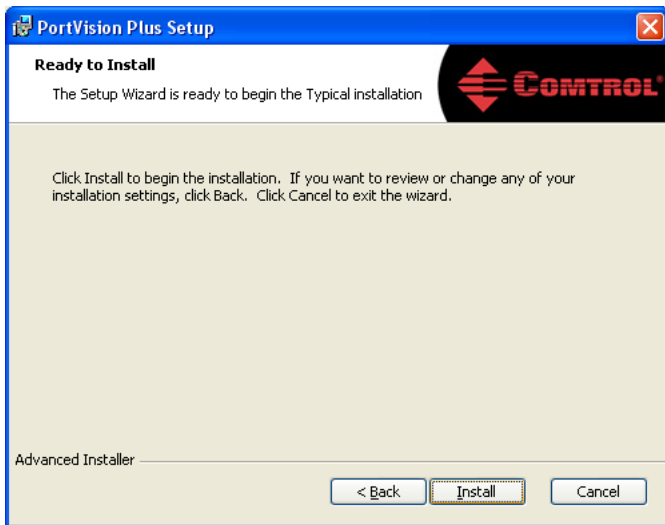 PortVision Plus Setup
Ready to Install
The Setup Wizard is ready to begin the Typical installation
COMTROL®
Click Install to begin the installation.  If you want to review or change any of your
installation settings, click Back.  Click Cancel to exit the wizard.
Advanced Installer
< Back
Install
Cancel